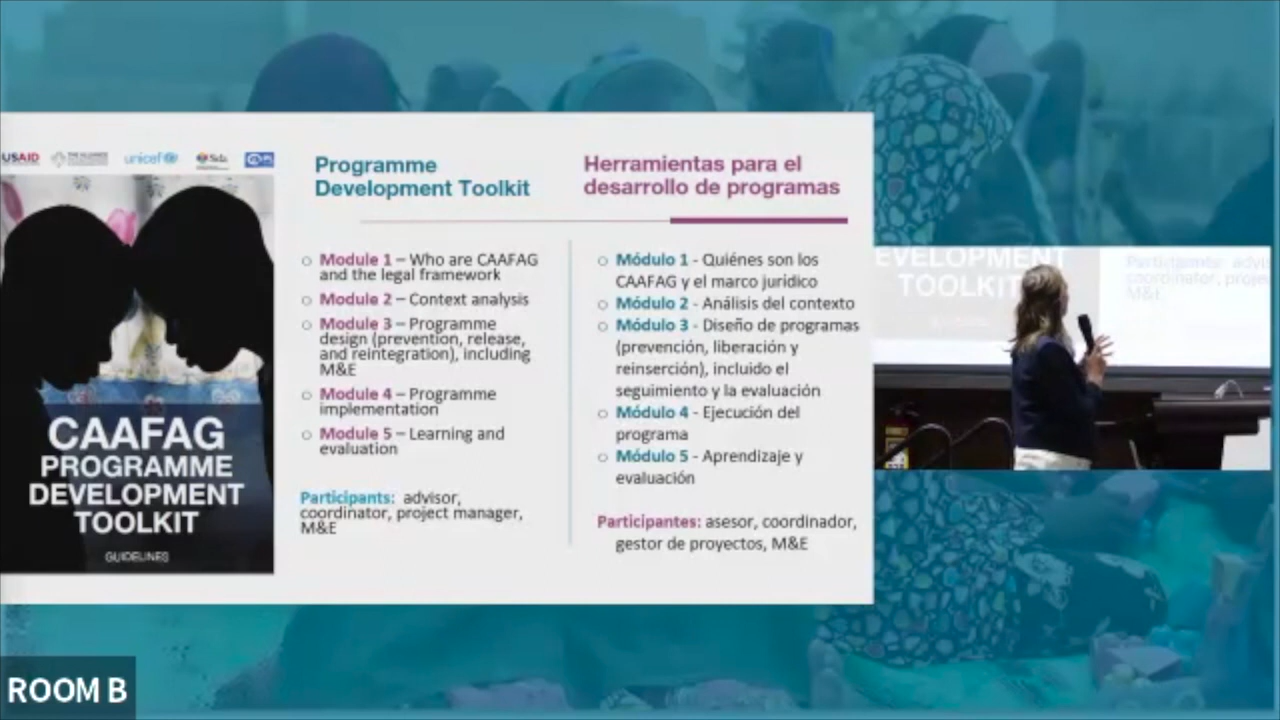 USAID
unicef
Programme
Development Toolkit
Module 1 – Who are CAAFAG
and the legal framework
Module 2 – Context analysis
Module 3 – Programme
design (prevention, release,
and reintegration), including
M&E
Module 4 – Programme
implementation
Module 5 – Learning and
evaluation
Participants: advisor,
coordinator, project manager,
M&E
Herramientas para el
desarrollo de programas
Módulo 1 - Quiénes son los
CAAFAG y el marco jurídico
Módulo 2 - Análisis del contexto
Módulo 3 - Diseño de programas
(prevención, liberación y
reinserción), incluido el
seguimiento y la evaluación
Módulo 4 - Ejecución del
programa
Módulo 5 - Aprendizaje y
evaluación
Participantes: asesor, coordinador,
gestor de proyectos, M&E
CAAFAG
PROGRAMME
DEVELOPMENT
TOOLKIT
GUIDELINES
EVELOPMENT
TOOLKIT
Participants:
coordinator,
M&E
ROOM B